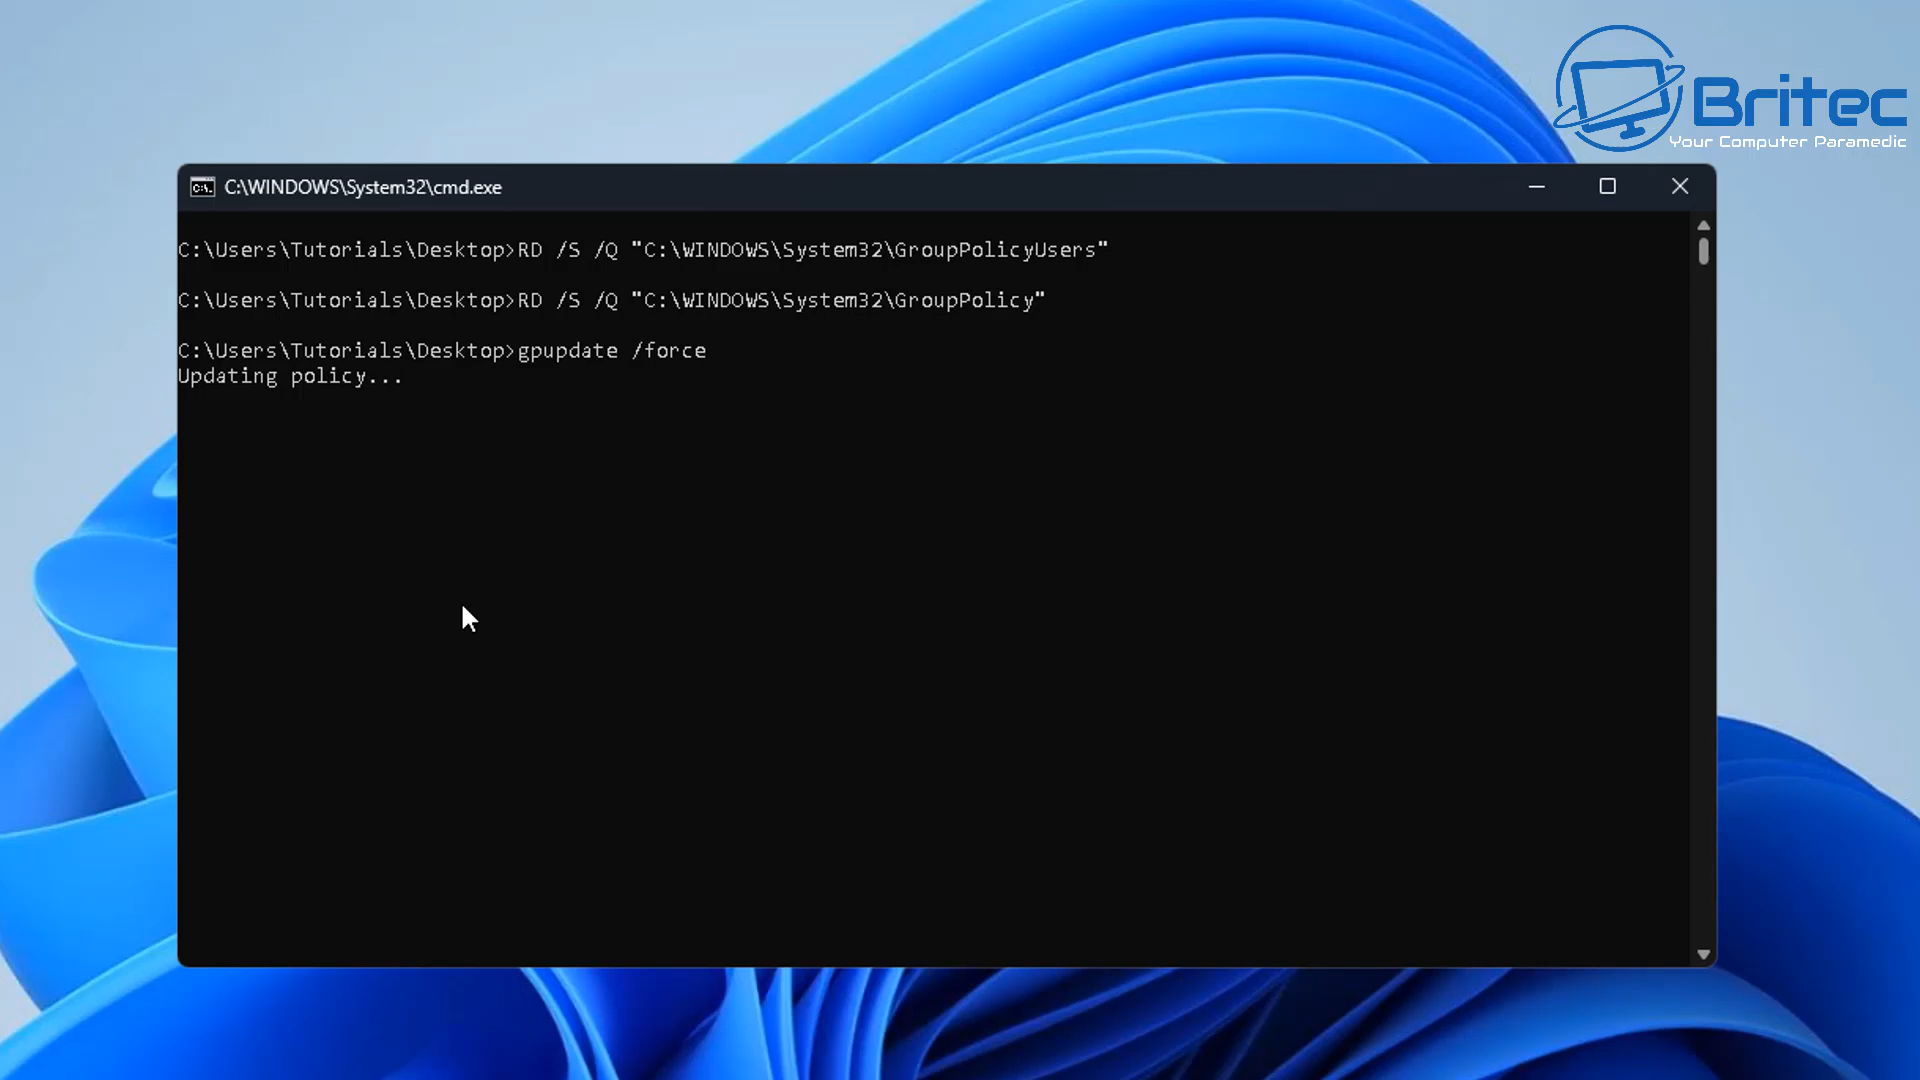 Britec
Your Computer Paramedic
C:\WINDOWS\System32\cmd.exe
C:\Users\Tutorials\Desktop>RD /S /Q "C:\WINDOWS\System32\GroupPolicyUsers"
C:\Users\Tutorials\Desktop>RD /S /Q "C:\WINDOWS\System32\GroupPolicy"
C:\Users\Tutorials\Desktop>gpupdate /force
Updating policy...